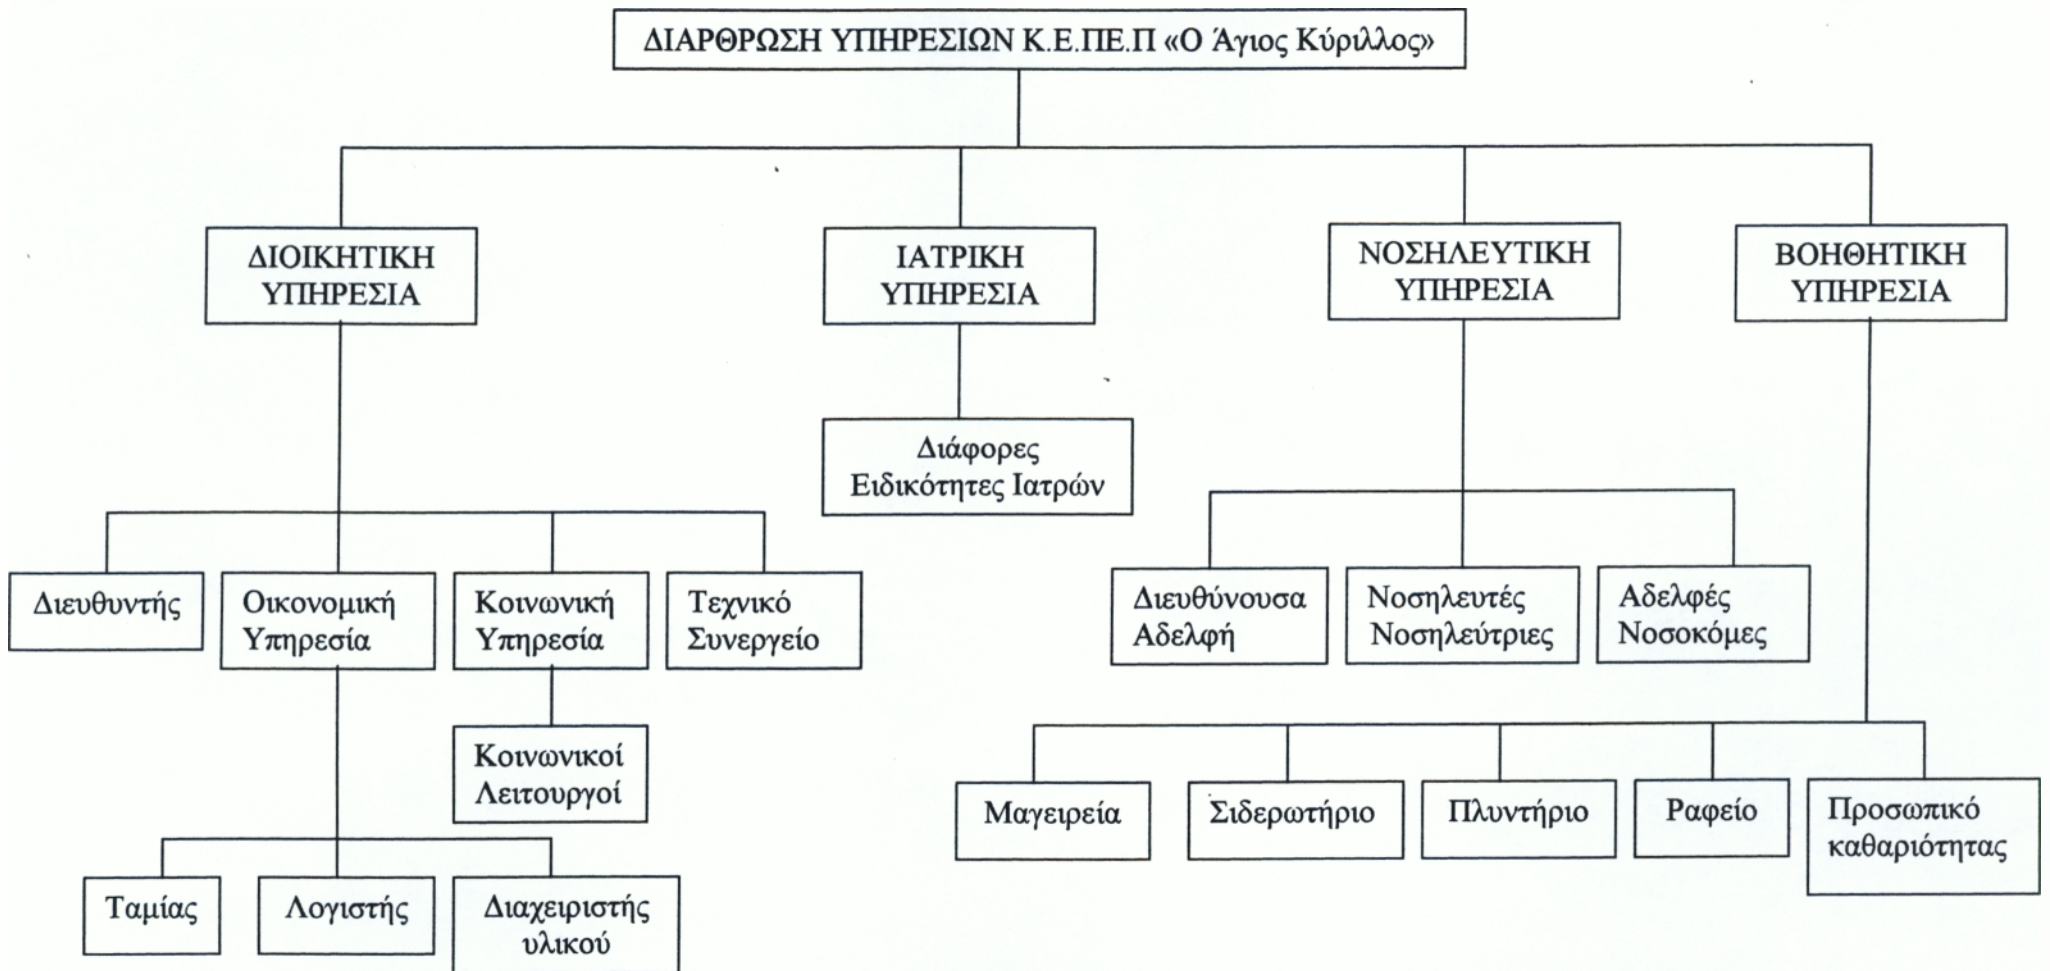 ΔΙΑΡΘΡΩΣΗ ΥΠΗΡΕΣΙΩΝ Κ.Ε.ΠΕ.Π «Ο Άγιος Κύριλλος»
ΔΙΟΙΚΗΤΙΚΗ
ΥΠΗΡΕΣΙΑ
ΙΑΤΡΙΚΗ
ΥΠΗΡΕΣΙΑ
ΝΟΣΗΛΕΥΤΙΚΗ
ΥΠΗΡΕΣΙΑ
ΒΟΗΘΗΤΙΚΗ
ΥΠΗΡΕΣΙΑ
Διάφορες
Ειδικότητες Ιατρών
Διευθυντής
Οικονομική
Υπηρεσία
Κοινωνική
Υπηρεσία
Τεχνικό
Συνεργείο
Διευθύνουσα
Αδελφή
Νοσηλευτές
Νοσηλεύτριες
Αδελφές
Νοσοκόμες
Κοινωνικοί
Λειτουργοί
Μαγειρεία
Σιδερωτήριο
Πλυντήριο
Ραφείο
Προσωπικό
καθαριότητας
Ταμίας
Λογιστής
Διαχειριστής
υλικού